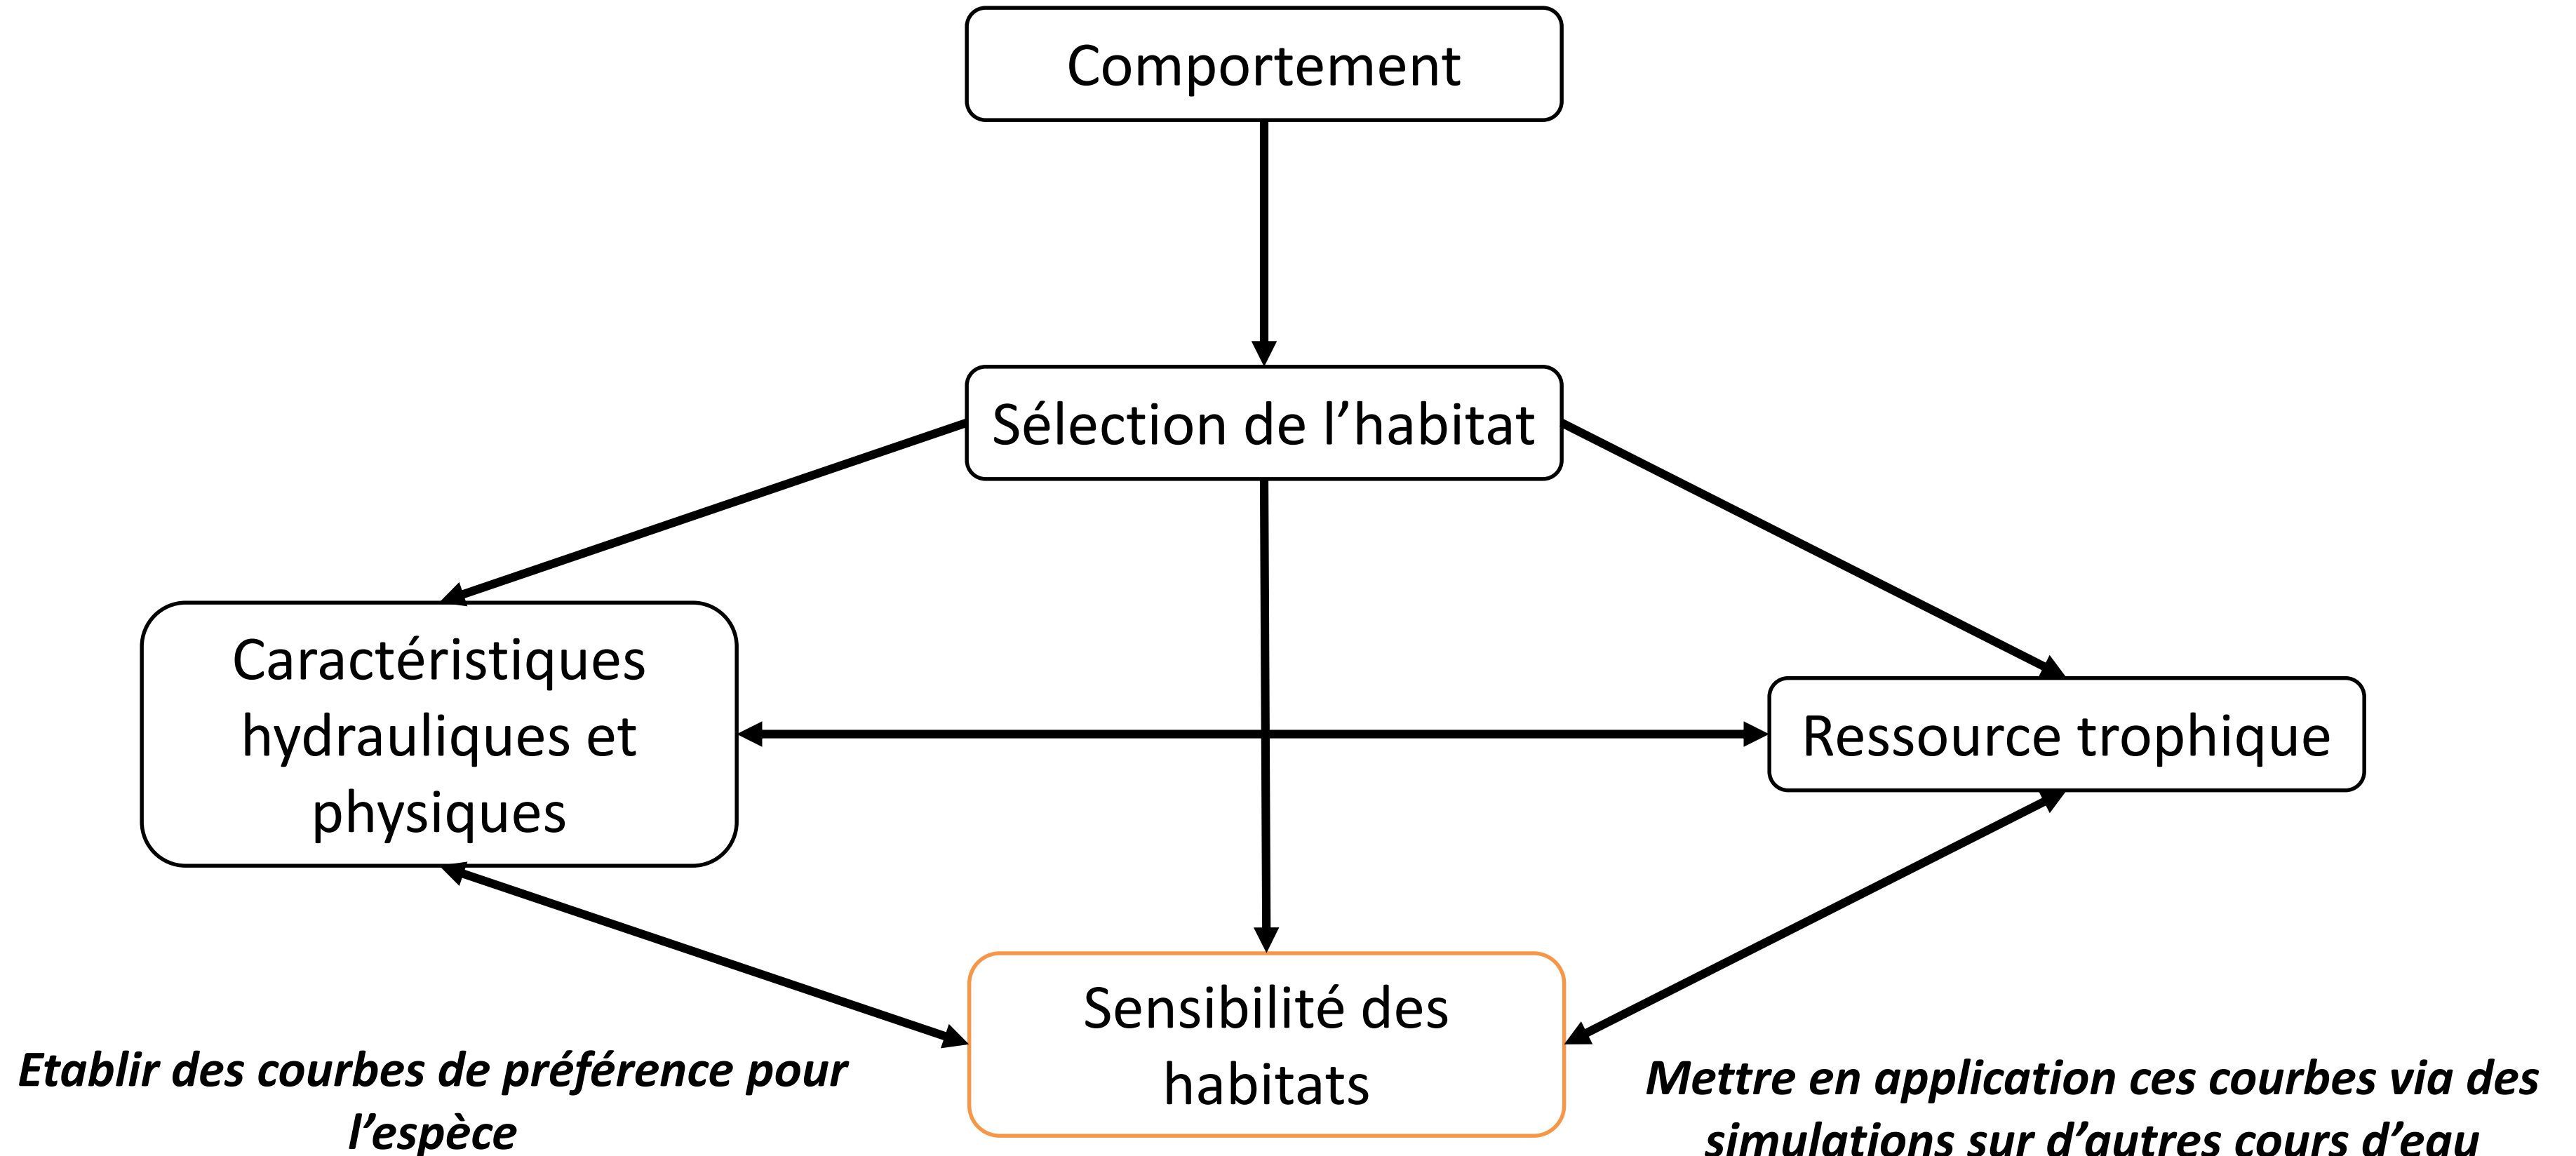 Comportement
Sélection de l’habitat
Caractéristiques
hydrauliques et
physiques
Ressource trophique
Sensibilité des
habitats
Etablir des courbes de préférence pour
l’espèce
Mettre en application ces courbes via des
simulations sur d’autres cours d’eau